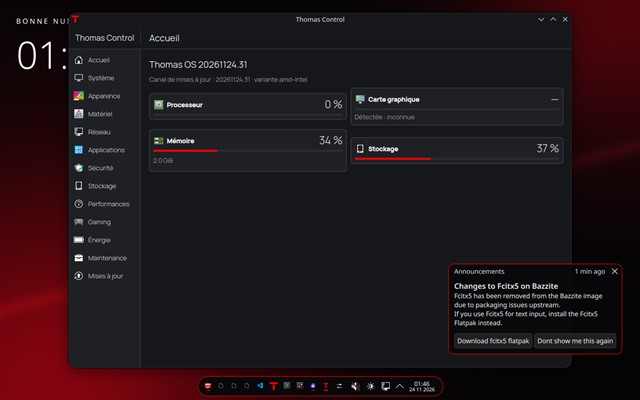 BONNE NUI
01:
Thomas Control
Thomas Control
Accueil
Accueil
Système
Apparence
Matériel
Réseau
Applications
Sécurité
Stockage
Performances
Gaming
Énergie
Maintenance
Mises à jour
Thomas OS 20261124.31
Canal de mises à jour : 20261124.31 · variante amd-intel
Processeur
0 %
Carte graphique
—
Détectée : inconnue
Mémoire
34 %
2.0 GiB
Stockage
37 %
Announcements
1 min ago
Changes to Fcitx5 on Bazzite
Fcitx5 has been removed from the Bazzite image
due to packaging issues upstream.
If you use Fcitx5 for text input, install the Fcitx5
Flatpak instead.
Download fcitx5 flatpak
Dont show me this again
01:46
24 11 2026